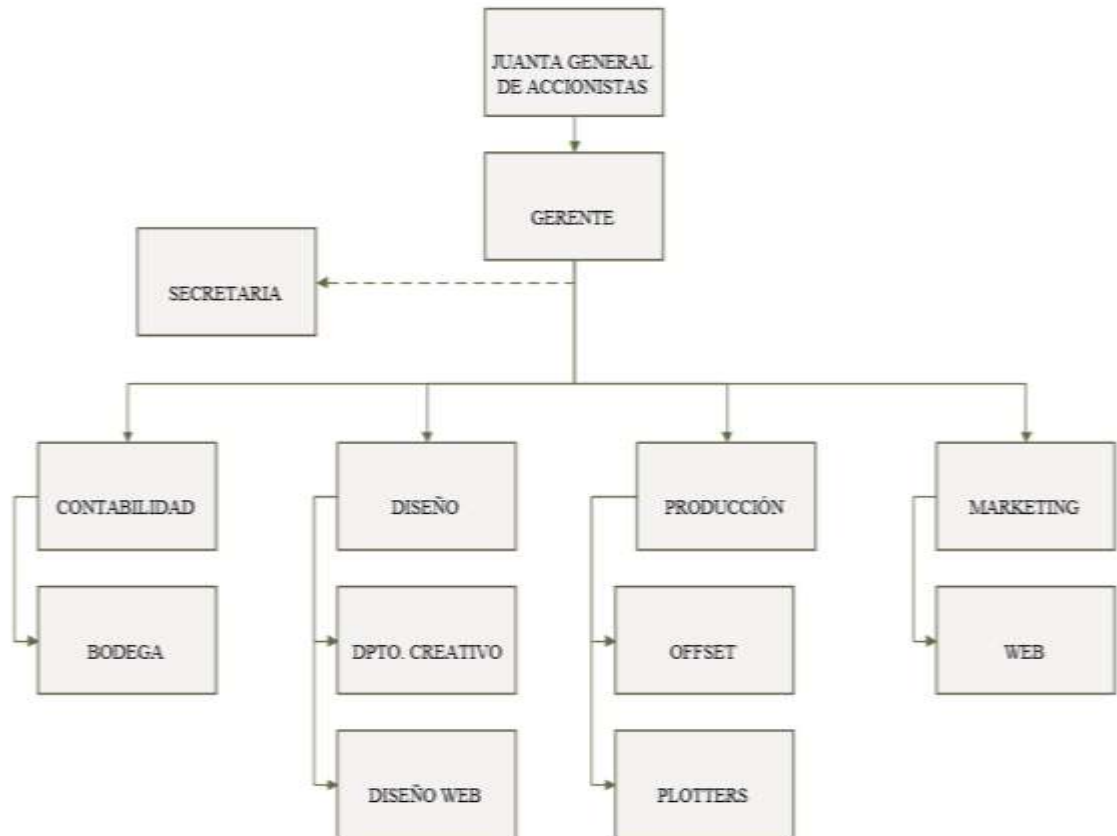 JUANTA GENERAL
DE ACCIONISTAS
GERENTE
SECRETARIA
CONTABILIDAD
DISEÑO
PRODUCCIÓN
MARKETING
BODEGA
DPTO. CREATIVO
OFFSET
WEB
DISEÑO WEB
PLOTTERS